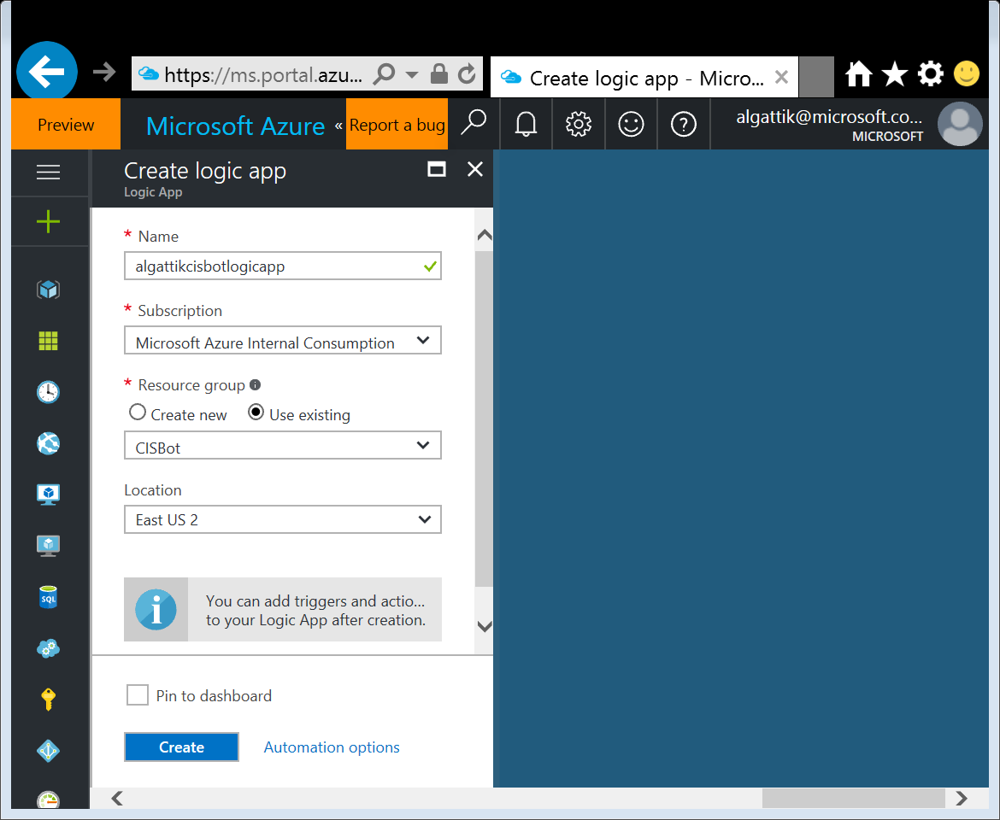 https://ms.portal.azu...
Create logic app - Micro...
Preview
Microsoft Azure «
Report a bug
algattik@microsoft.co...
MICROSOFT
Create logic app
Logic App
* Name
algattikcisbotlogicapp
* Subscription
Microsoft Azure Internal Consumption
* Resource group
Create new
Use existing
CISBot
Location
East US 2
You can add triggers and actio...
to your Logic App after creation.
SQL
Pin to dashboard
Create
Automation options